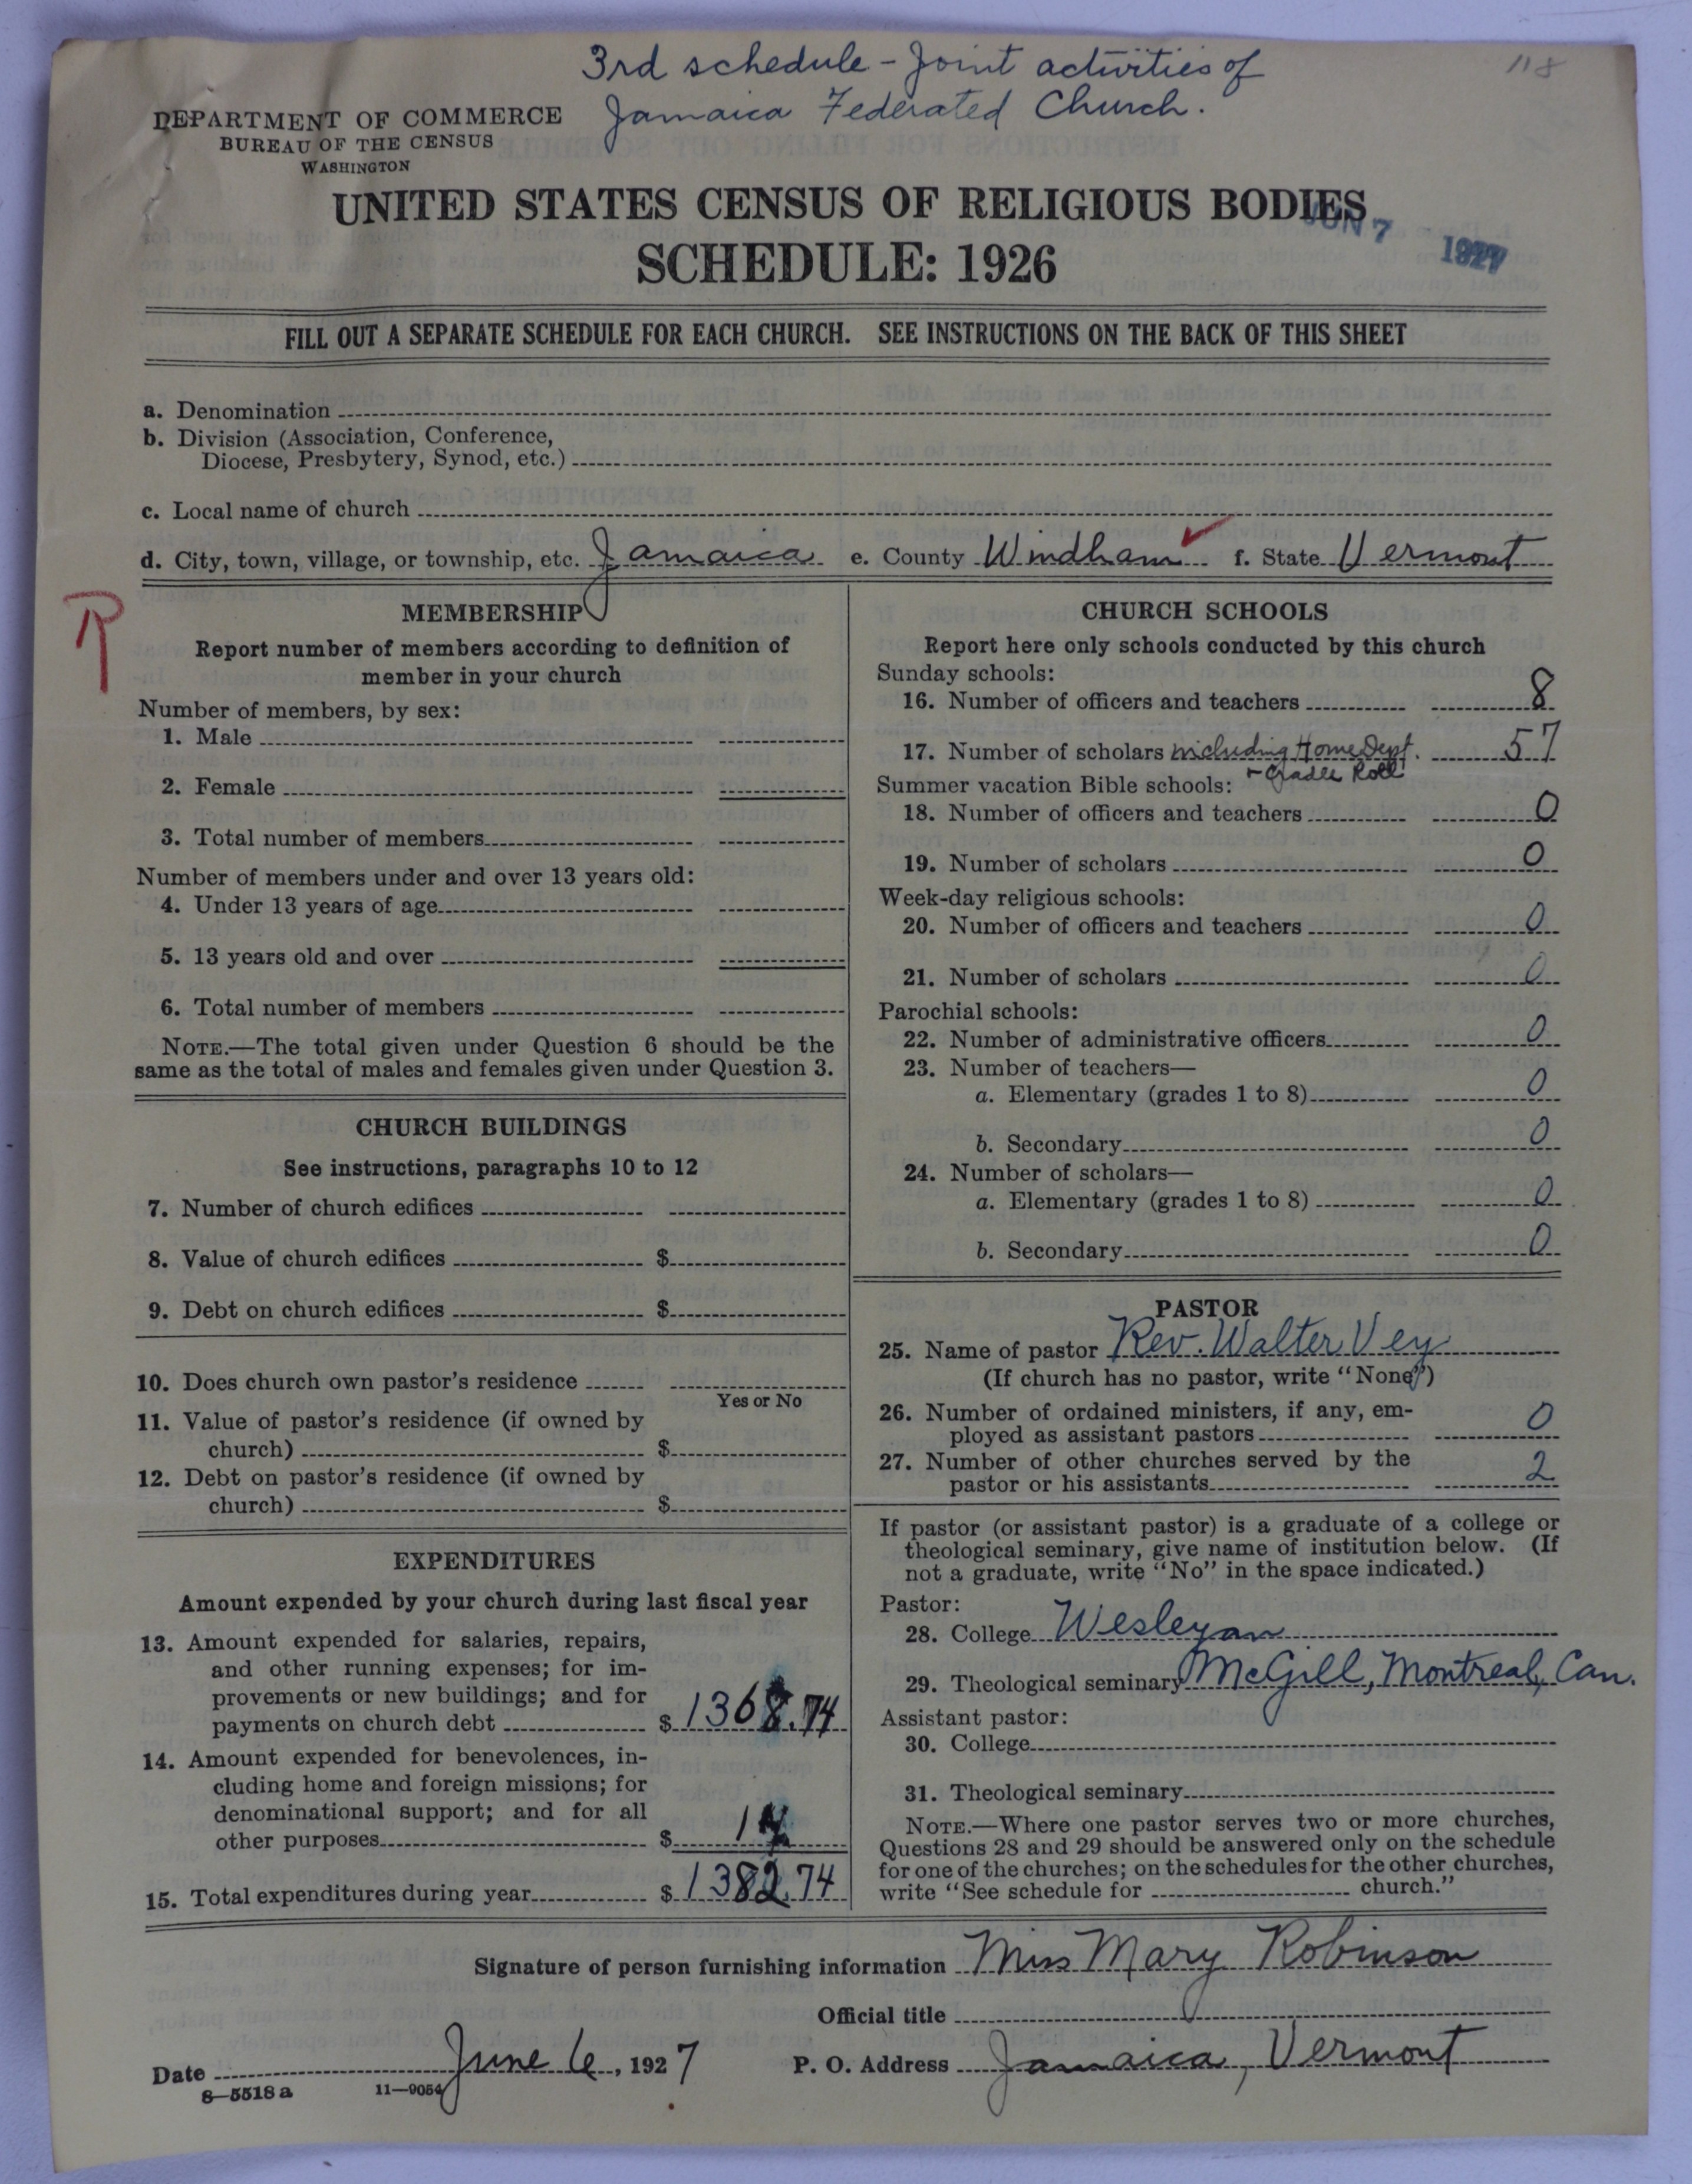 3rd schedule - Joint activities of
Jamaica Federated Church.
118
DEPARTMENT OF COMMERCE
BUREAU OF THE CENSUS
WASHINGTON
UNITED STATES CENSUS OF RELIGIOUS BODIES
JUN 7 1927
SCHEDULE: 1926
FILL OUT A SEPARATE SCHEDULE FOR EACH CHURCH. SEE INSTRUCTIONS ON THE BACK OF THIS SHEET
a. Denomination
b. Division (Association, Conference,
Diocese, Presbytery, Synod, etc.)
c. Local name of church
d. City, town, village, or township, etc. Jamaica e. County Windham f. State Vermont
R
MEMBERSHIP
Report number of members according to definition of
member in your church
Number of members, by sex:
1. Male
2. Female
3. Total number of members
Number of members under and over 13 years old:
4. Under 13 years of age
5. 13 years old and over
6. Total number of members
NOTE.—The total given under Question 6 should be the
same as the total of males and females given under Question 3.
CHURCH BUILDINGS
See instructions, paragraphs 10 to 12
7. Number of church edifices
8. Value of church edifices $
9. Debt on church edifices $
10. Does church own pastor's residence
Yes or No
11. Value of pastor's residence (if owned by
church) $
12. Debt on pastor's residence (if owned by
church) $
EXPENDITURES
Amount expended by your church during last fiscal year
13. Amount expended for salaries, repairs,
and other running expenses; for im-
provements or new buildings; and for
payments on church debt $ 1368.74
14. Amount expended for benevolences, in-
cluding home and foreign missions; for
denominational support; and for all
other purposes $ 14
15. Total expenditures during year $ 1382.74
CHURCH SCHOOLS
Report here only schools conducted by this church
Sunday schools:
16. Number of officers and teachers 8
17. Number of scholars including Home Dept. 57
+ Cradle Roll
Summer vacation Bible schools:
18. Number of officers and teachers 0
19. Number of scholars 0
Week-day religious schools:
20. Number of officers and teachers 0
21. Number of scholars 0
Parochial schools:
22. Number of administrative officers 0
23. Number of teachers—
a. Elementary (grades 1 to 8) 0
b. Secondary 0
24. Number of scholars—
a. Elementary (grades 1 to 8) 0
b. Secondary 0
PASTOR
25. Name of pastor Rev. Walter Vey
(If church has no pastor, write "None")
26. Number of ordained ministers, if any, em-
ployed as assistant pastors 0
27. Number of other churches served by the
pastor or his assistants 2
If pastor (or assistant pastor) is a graduate of a college or
theological seminary, give name of institution below. (If
not a graduate, write "No" in the space indicated.)
Pastor:
28. College Wesleyan
29. Theological seminary McGill, Montreal, Can.
Assistant pastor:
30. College
31. Theological seminary
NOTE.—Where one pastor serves two or more churches,
Questions 28 and 29 should be answered only on the schedule
for one of the churches; on the schedules for the other churches,
write "See schedule for church."
Signature of person furnishing information Miss Mary Robinson
Official title
Date June 6, 1927 P. O. Address Jamaica, Vermont
8—5518 a 11—9054